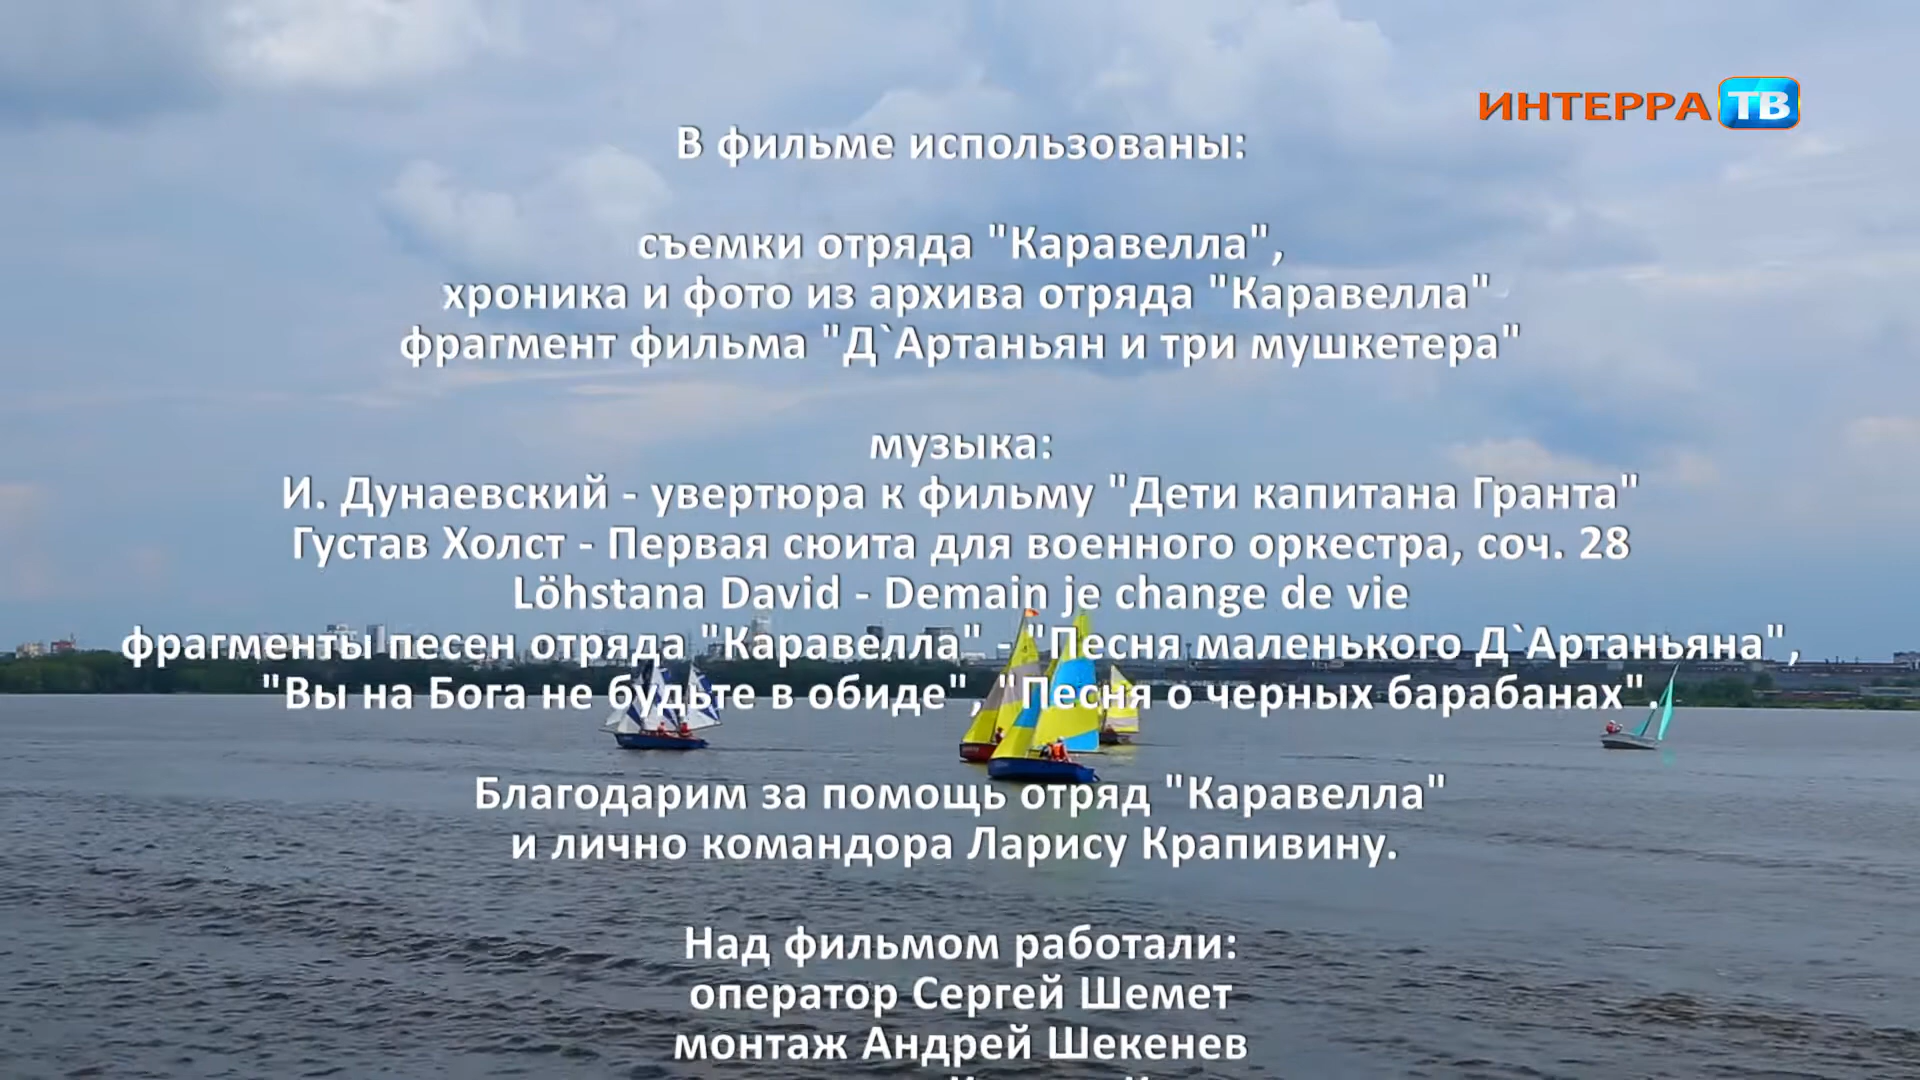 ИНТЕРРА ТВ
В фильме использованы:
съемки отряда "Каравелла",
хроника и фото из архива отряда "Каравелла"
фрагмент фильма "Д`Артаньян и три мушкетера"
музыка:
И. Дунаевский - увертюра к фильму "Дети капитана Гранта"
Густав Холст - Первая сюита для военного оркестра, соч. 28
Löhstana David - Demain je change de vie
фрагменты песен отряда "Каравелла" - "Песня маленького Д`Артаньяна",
"Вы на Бога не будьте в обиде", "Песня о черных барабанах".
Благодарим за помощь отряд "Каравелла"
и лично командора Ларису Крапивину.
Над фильмом работали:
оператор Сергей Шемет
монтаж Андрей Шекенев